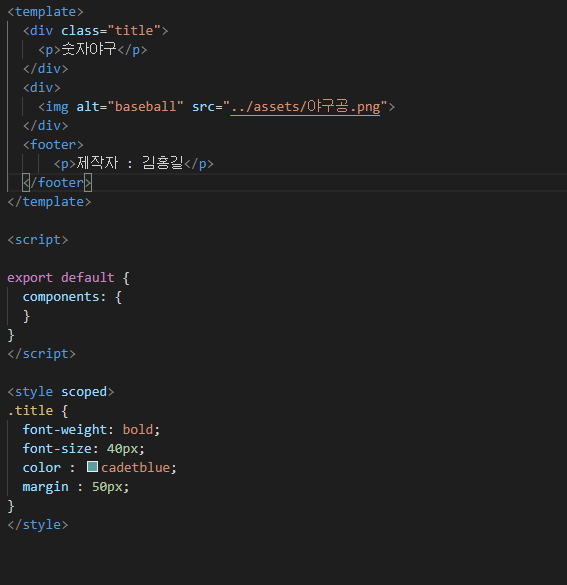 <template>
  <div class="title">
    <p>숫자야구</p>
  </div>
  <div>
    <img alt="baseball" src="../assets/야구공.png">
  </div>
  <footer>
      <p>제작자 : 김홍길</p>
  </footer>
</template>

<script>

export default {
  components: {
  }
}
</script>

<style scoped>
.title {
  font-weight: bold;
  font-size: 40px;
  color : cadetblue;
  margin : 50px;
}
</style>